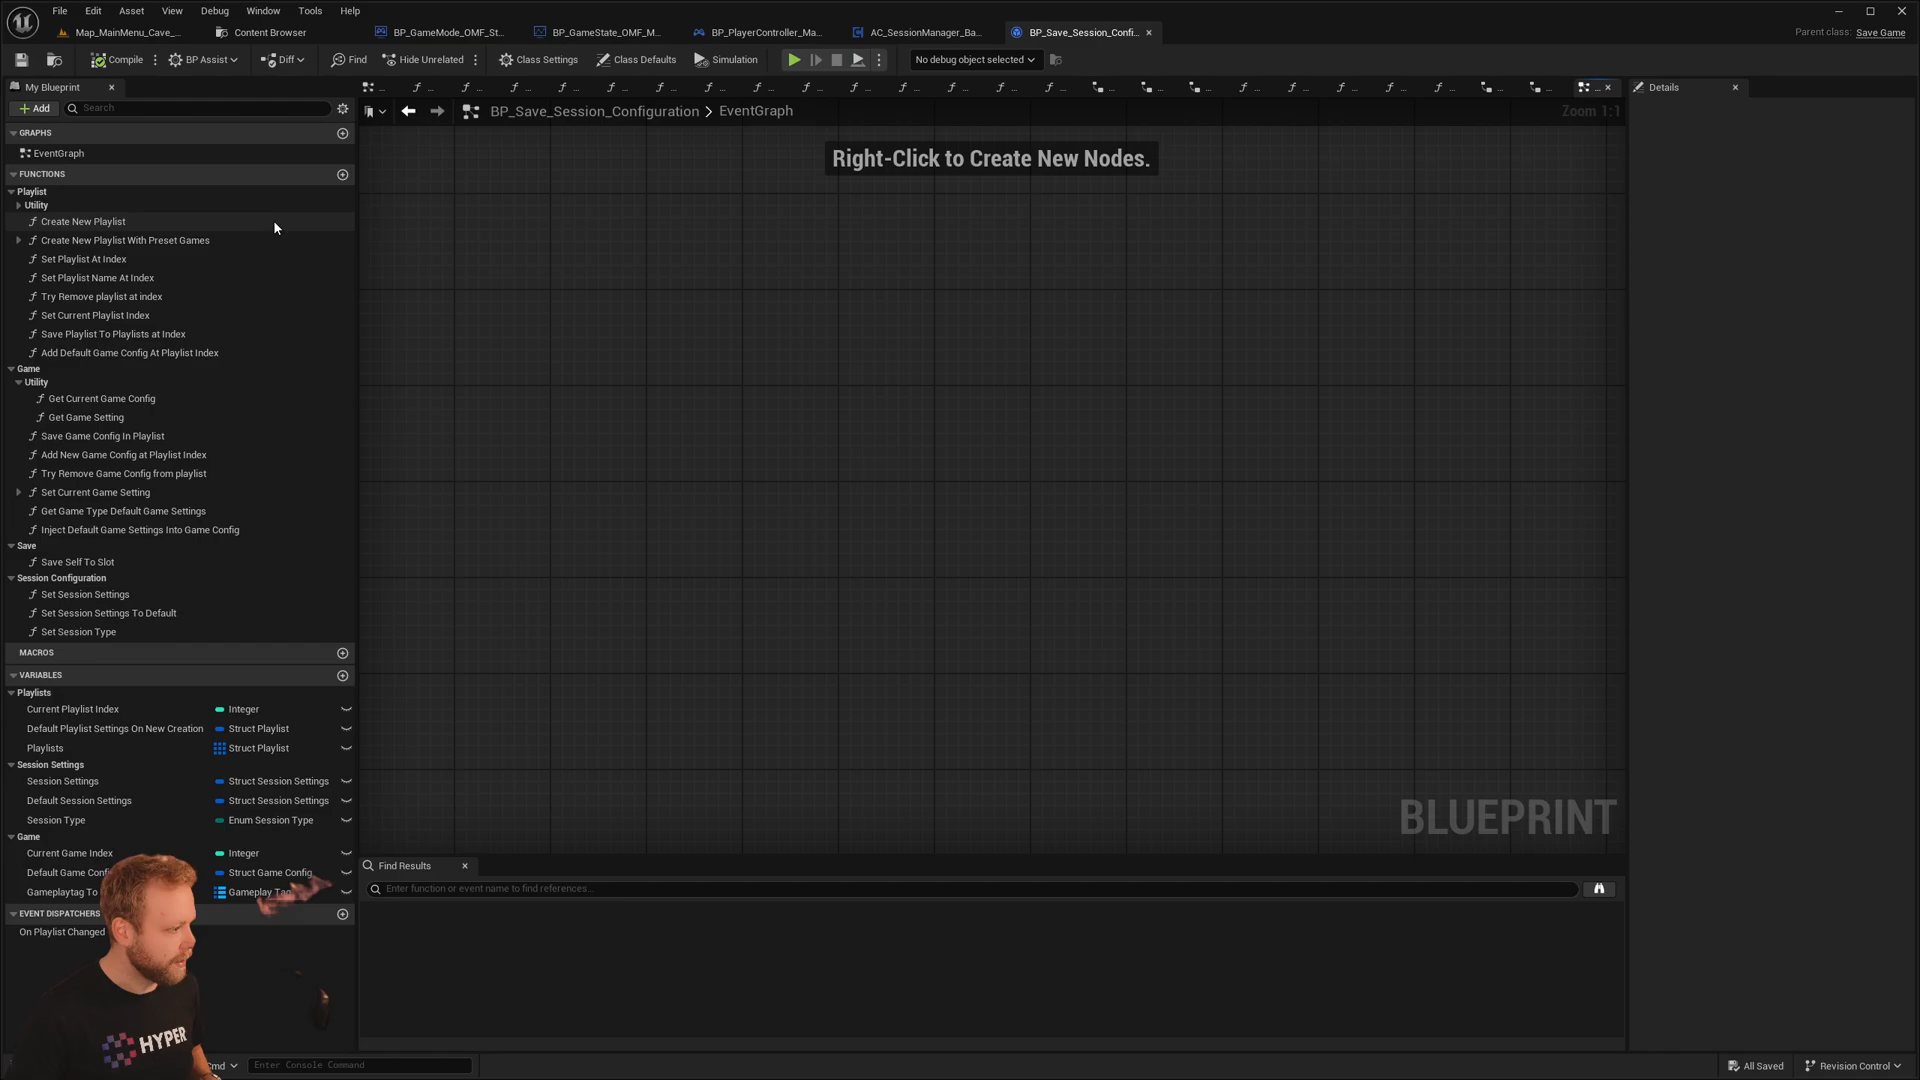 File Edit Asset View Debug Window Tools Help
Map_MainMenu_Cave_...
Content Browser
BP_GameMode_OMF_St...
BP_GameState_OMF_M...
BP_PlayerController_Ma...
AC_SessionManager_Ba...
BP_Save_Session_Confi...
Parent class: Save Game
Compile
BP Assist
Diff
Find
Hide Unrelated
Class Settings
Class Defaults
Simulation
No debug object selected
My Blueprint
Details
Add
Search
BP_Save_Session_Configuration > EventGraph
Zoom 1:1
Right-Click to Create New Nodes.
GRAPHS
EventGraph
FUNCTIONS
Playlist
Utility
Create New Playlist
Create New Playlist With Preset Games
Set Playlist At Index
Set Playlist Name At Index
Try Remove playlist at index
Set Current Playlist Index
Save Playlist To Playlists at Index
Add Default Game Config At Playlist Index
Game
Utility
Get Current Game Config
Get Game Setting
Save Game Config In Playlist
Add New Game Config at Playlist Index
Try Remove Game Config from playlist
Set Current Game Setting
Get Game Type Default Game Settings
Inject Default Game Settings Into Game Config
Save
Save Self To Slot
Session Configuration
Set Session Settings
Set Session Settings To Default
Set Session Type
MACROS
VARIABLES
Playlists
Current Playlist Index Integer
Default Playlist Settings On New Creation Struct Playlist
Playlists Struct Playlist
Session Settings
Session Settings Struct Session Settings
Default Session Settings Struct Session Settings
Session Type Enum Session Type
Game
Current Game Index Integer
Default Game Confi Struct Game Config
Gameplaytag To Gameplay Tag
EVENT DISPATCHERS
On Playlist Changed
BLUEPRINT
Find Results
Enter function or event name to find references...
HYPER
Enter Console Command
All Saved
Revision Control